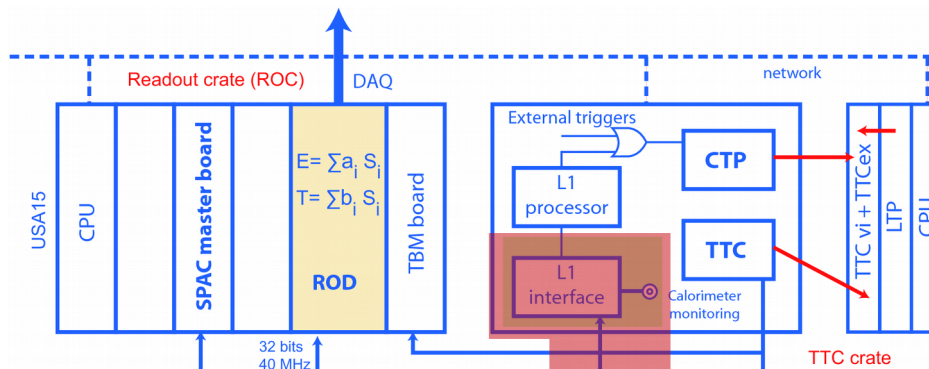 Readout crate (ROC)
DAQ
network
USA15
CPU
SPAC master board
E= ∑a_i S_i
T= ∑b_i S_i
ROD
TBM board
External triggers
CTP
L1
processor
TTC
L1
interface
Calorimeter
monitoring
TTC vi + TTCex
LTP
CPU
32 bits
40 MHz
TTC crate